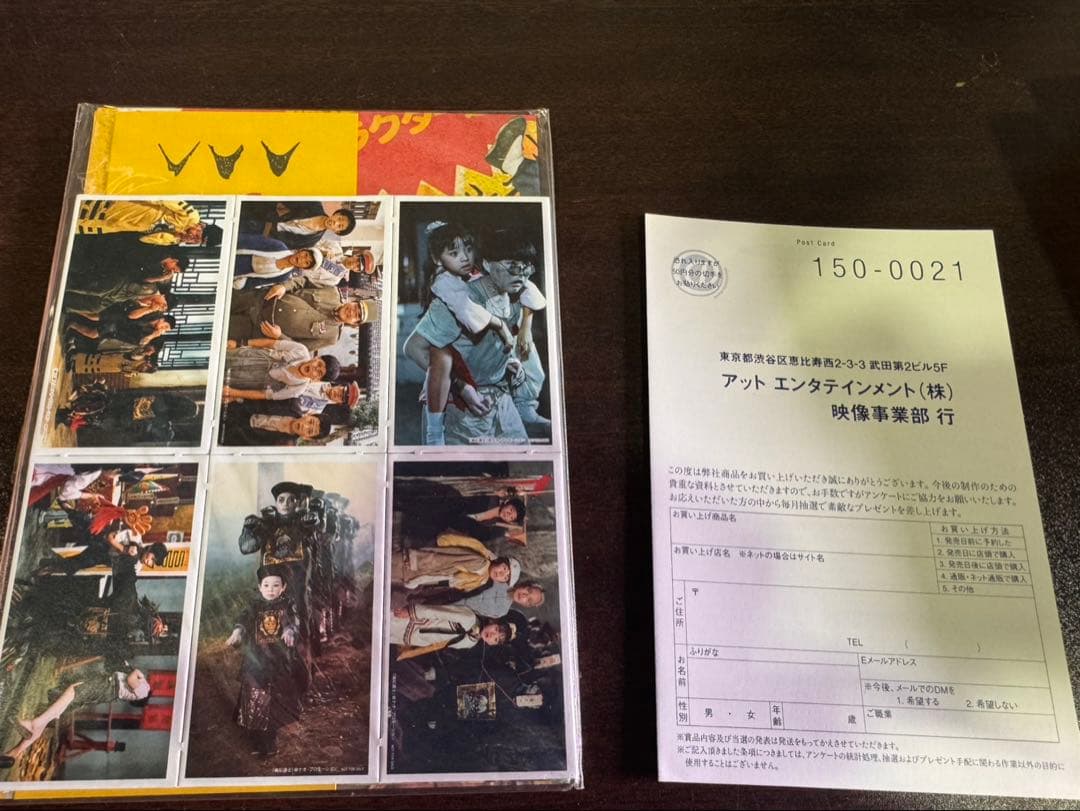 ラクター
Post Card
150-0021
恐れ入りますが
50円分の切手を
お貼りください
東京都渋谷区恵比寿西2-3-3 武田第2ビル5F
アット エンタテインメント(株)
映像事業部 行
この度は弊社商品をお買い上げいただき誠にありがとうございます。今後の制作のための
貴重な資料とさせていただきますので、お手数ですがアンケートにご協力をお願いいたします。
お応えいただいた方の中から毎月抽選で素敵なプレゼントを差し上げます。
お買い上げ商品名
お買い上げ方法
1. 発売日前に予約した
2. 発売日に店頭で購入
3. 発売日後に店頭で購入
4. 通販・ネット通販で購入
5. その他
お買い上げ店名 ※ネットの場合はサイト名
ご住所
〒
TEL ( )
ふりがな
お名前
Eメールアドレス
※今後、メールでのDMを
1. 希望する 2. 希望しない
性別
男 ・ 女
年齢
歳
ご職業
※賞品内容及び当選の発表は発送をもってかえさせていただきます。
※ご記入頂きました条項につきましては、アンケートの統計処理、抽選およびプレゼント手配に関わる作業以外の目的に
使用することはございません。